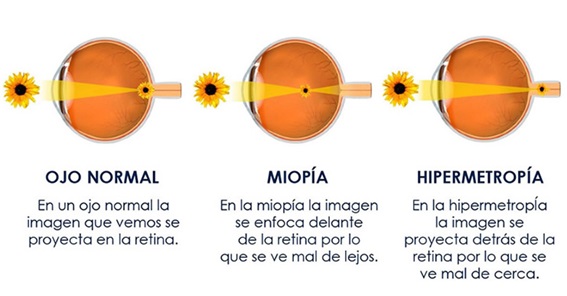 OJO NORMAL
En un ojo normal la
imagen que vemos se
proyecta en la retina.
MIOPÍA
En la miopía la imagen
se enfoca delante
de la retina por lo
que se ve mal de lejos.
HIPERMETROPÍA
En la hipermetropía
la imagen se
proyecta detrás de la
retina por lo que se
ve mal de cerca.